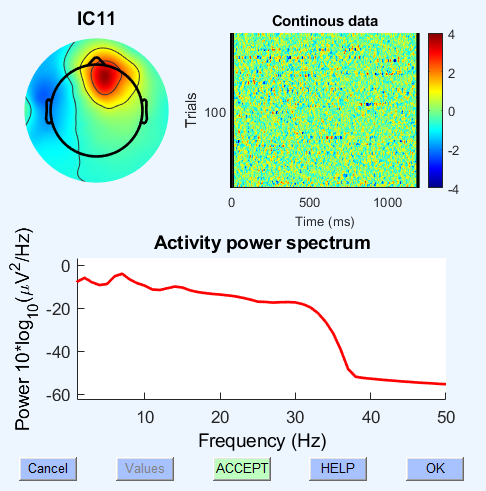 IC11
Continous data
Trials
100
4
2
0
-2
-4
0
500
1000
Time (ms)
Activity power spectrum
Power 10*log10(μV2/Hz)
0
-20
-40
-60
10
20
30
40
50
Frequency (Hz)
Cancel
Values
ACCEPT
HELP
OK